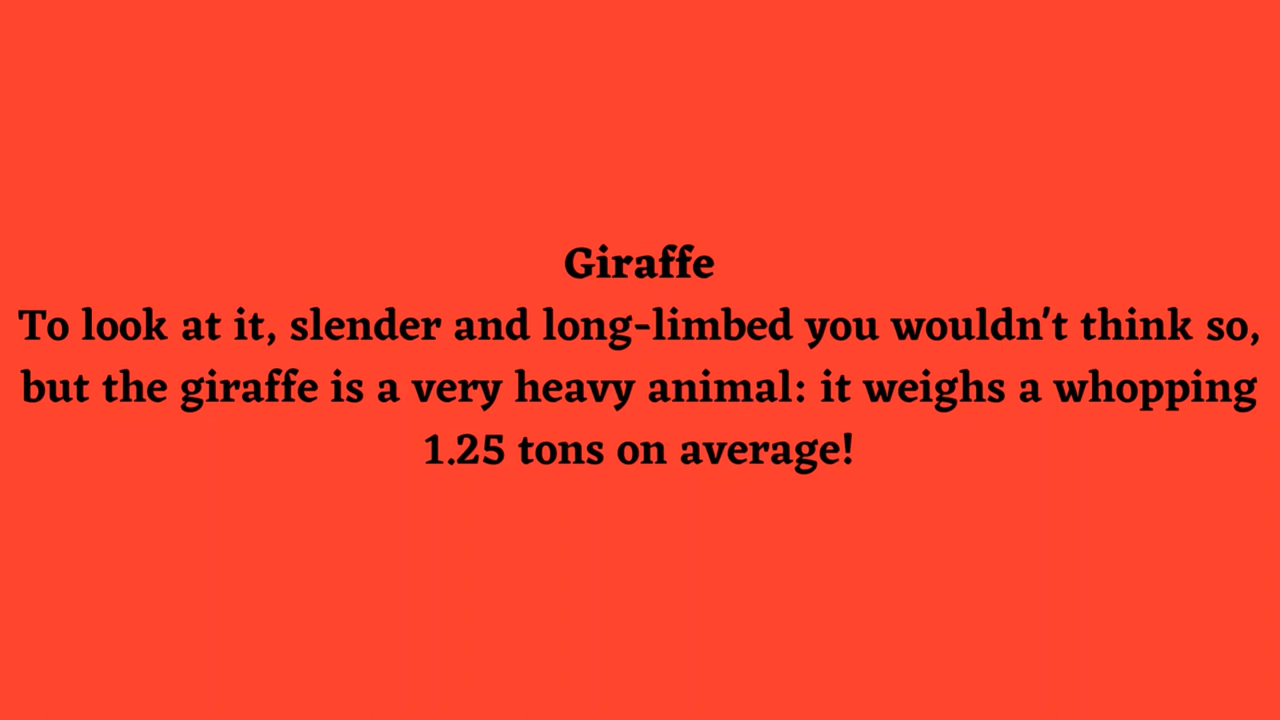 Giraffe
To look at it, slender and long-limbed you wouldn't think so,
but the giraffe is a very heavy animal: it weighs a whopping
1.25 tons on average!